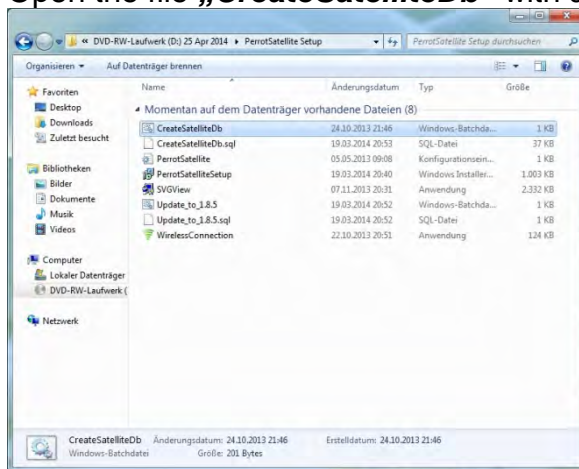 Open the file „CreateSatelliteDb" with
« DVD-RW-Laufwerk (D:) 25 Apr 2014 ▸ PerrotSatellite Setup
PerrotSatellite Setup durchsuchen
Organisieren Auf Datenträger brennen
Favoriten
Desktop
Downloads
Zuletzt besucht
Bibliotheken
Bilder
Dokumente
Musik
Videos
Computer
Lokaler Datenträger
DVD-RW-Laufwerk (
Netzwerk
Name Änderungsdatum Typ Größe
Momentan auf dem Datenträger vorhandene Dateien (8)
CreateSatelliteDb 24.10.2013 21:46 Windows-Batchda... 1 KB
CreateSatelliteDb.sql 19.03.2014 20:53 SQL-Datei 37 KB
PerrotSatellite 05.05.2013 09:08 Konfigurationsein... 1 KB
PerrotSatelliteSetup 19.03.2014 20:40 Windows Installer... 1.003 KB
SVGView 07.11.2013 20:31 Anwendung 2.332 KB
Update_to_1.8.5 19.03.2014 20:52 Windows-Batchda... 1 KB
Update_to_1.8.5.sql 19.03.2014 20:52 SQL-Datei 1 KB
WirelessConnection 22.10.2013 20:51 Anwendung 124 KB
CreateSatelliteDb Änderungsdatum: 24.10.2013 21:46 Erstelldatum: 24.10.2013 21:46
Windows-Batchdatei Größe: 201 Bytes